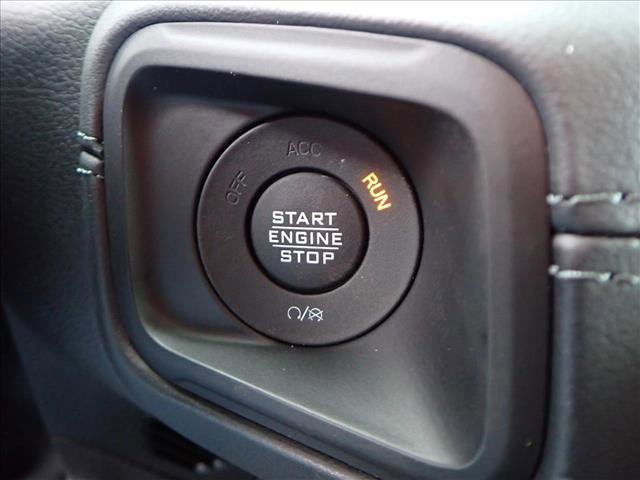 OFF
ACC
RUN
START
ENGINE
STOP